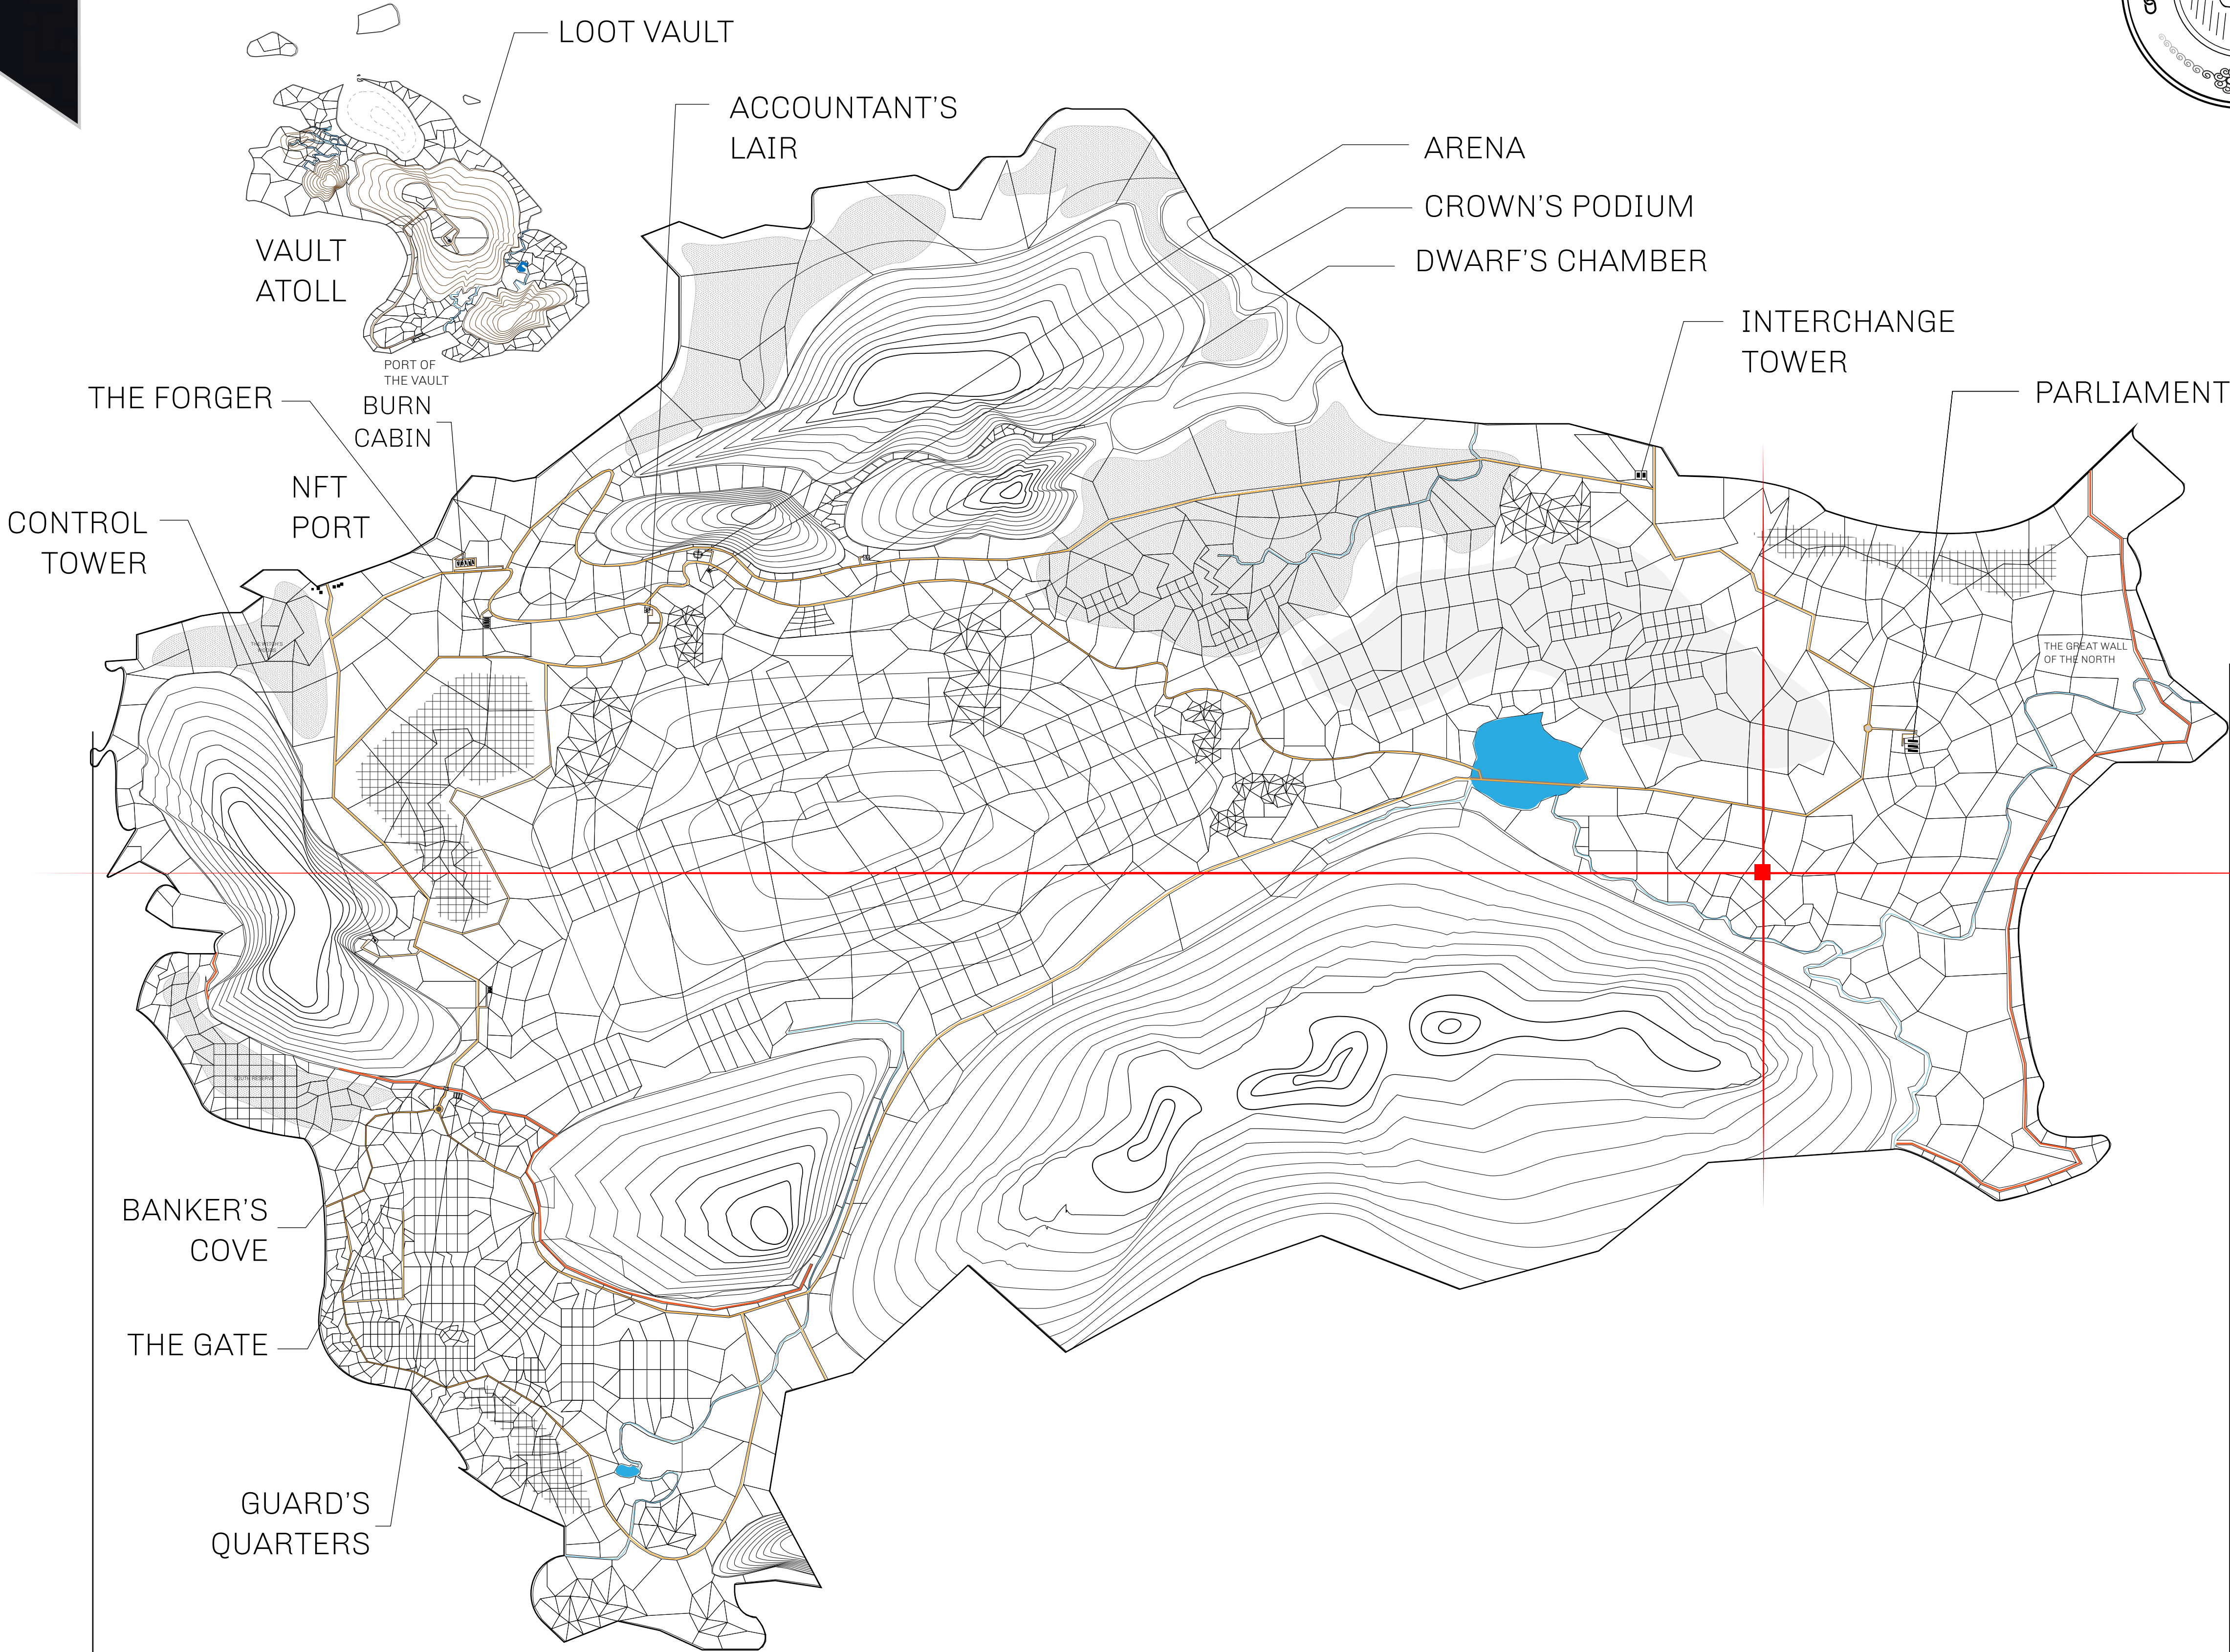 LOOT VAULT
ACCOUNTANT'S
LAIR
ARENA
CROWN'S PODIUM
DWARF'S CHAMBER
VAULT
ATOLL
INTERCHANGE
TOWER
PORT OF
THE VAULT
PARLIAMENT
THE FORGER
BURN
CABIN
NFT
PORT
CONTROL
TOWER
THE GREAT WALL
OF THE NORTH
SOUTH RESERVE
BANKER'S
COVE
THE GATE
GUARD'S
QUARTERS